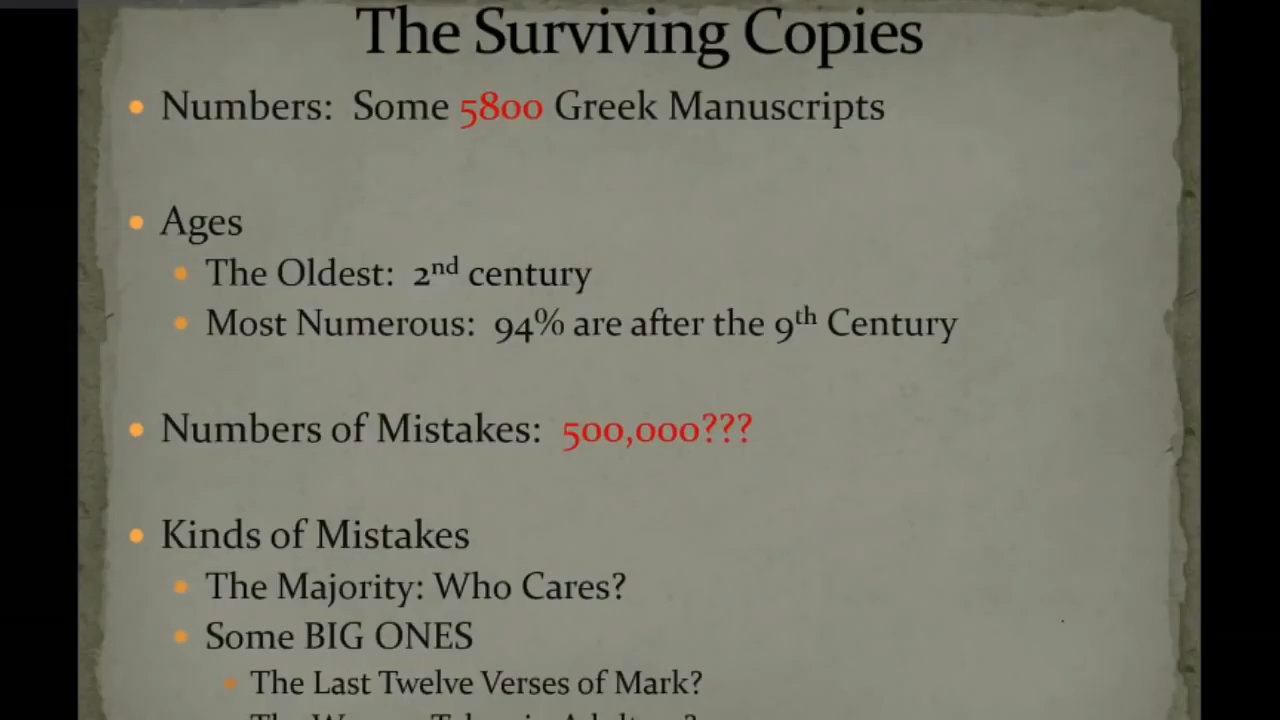 The Surviving Copies
• Numbers: Some 5800 Greek Manuscripts
• Ages
• The Oldest: 2nd century
• Most Numerous: 94% are after the 9th Century
• Numbers of Mistakes: 500,000???
• Kinds of Mistakes
• The Majority: Who Cares?
• Some BIG ONES
• The Last Twelve Verses of Mark?